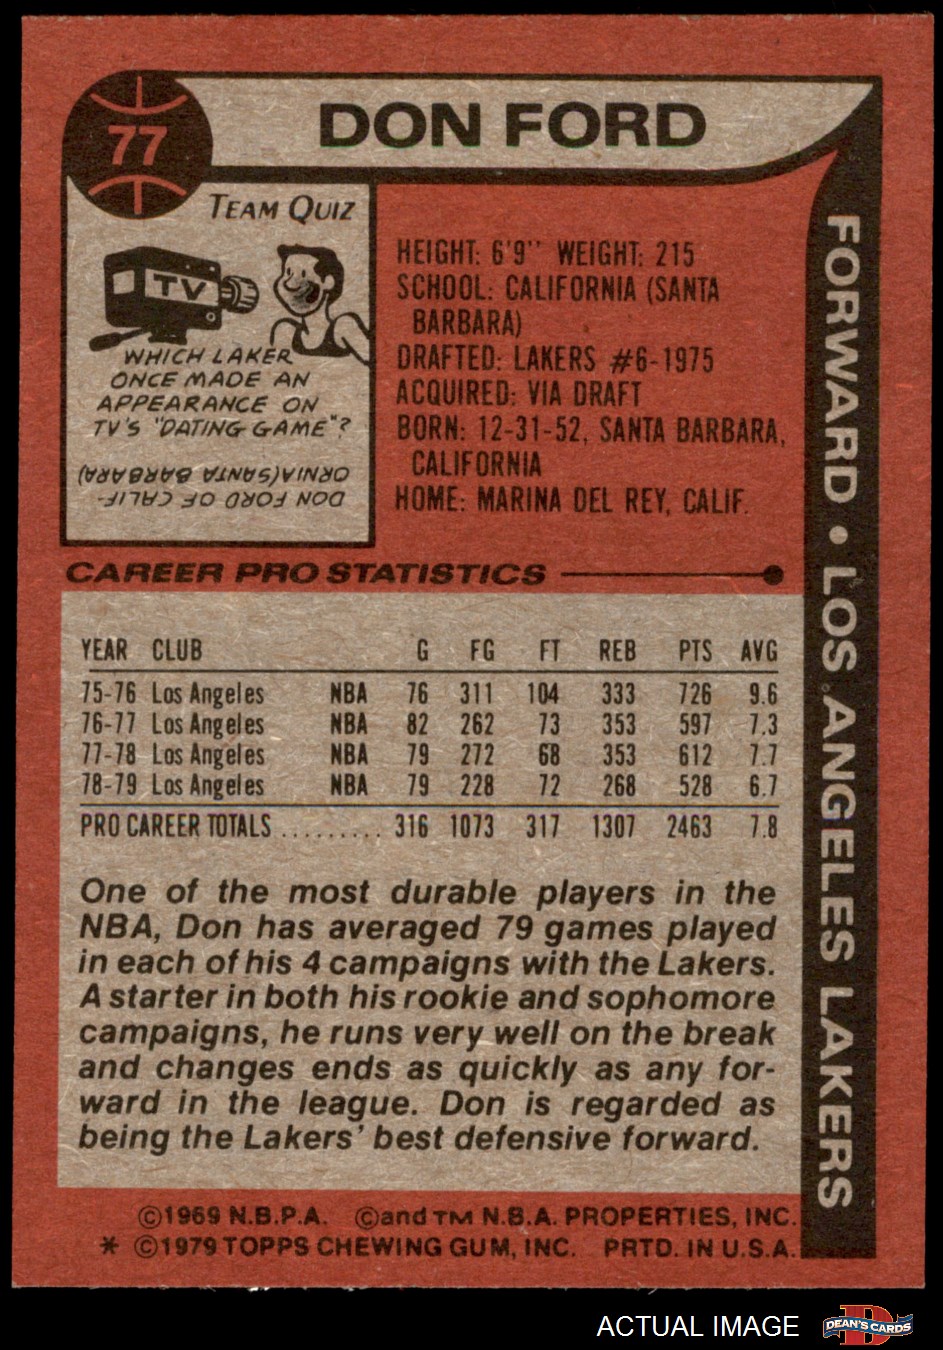 77
DON FORD
TEAM QUIZ
TV
WHICH LAKER
ONCE MADE AN
APPEARANCE ON
TV'S "DATING GAME"?
DON FORD OF CALIF-
ORNIA (SANTA BARBARA)
HEIGHT: 6'9" WEIGHT: 215
SCHOOL: CALIFORNIA (SANTA
BARBARA)
DRAFTED: LAKERS #6-1975
ACQUIRED: VIA DRAFT
BORN: 12-31-52, SANTA BARBARA,
CALIFORNIA
HOME: MARINA DEL REY, CALIF.
FORWARD • LOS ANGELES LAKERS
CAREER PRO STATISTICS
YEAR CLUB G FG FT REB PTS AVG
75-76 Los Angeles NBA 76 311 104 333 726 9.6
76-77 Los Angeles NBA 82 262 73 353 597 7.3
77-78 Los Angeles NBA 79 272 68 353 612 7.7
78-79 Los Angeles NBA 79 228 72 268 528 6.7
PRO CAREER TOTALS ......... 316 1073 317 1307 2463 7.8
One of the most durable players in the
NBA, Don has averaged 79 games played
in each of his 4 campaigns with the Lakers.
A starter in both his rookie and sophomore
campaigns, he runs very well on the break
and changes ends as quickly as any for-
ward in the league. Don is regarded as
being the Lakers' best defensive forward.
©1969 N.B.P.A. ©and TM N.B.A. PROPERTIES, INC.
* ©1979 TOPPS CHEWING GUM, INC. PRTD. IN U.S.A.
ACTUAL IMAGE
DEAN'S CARDS